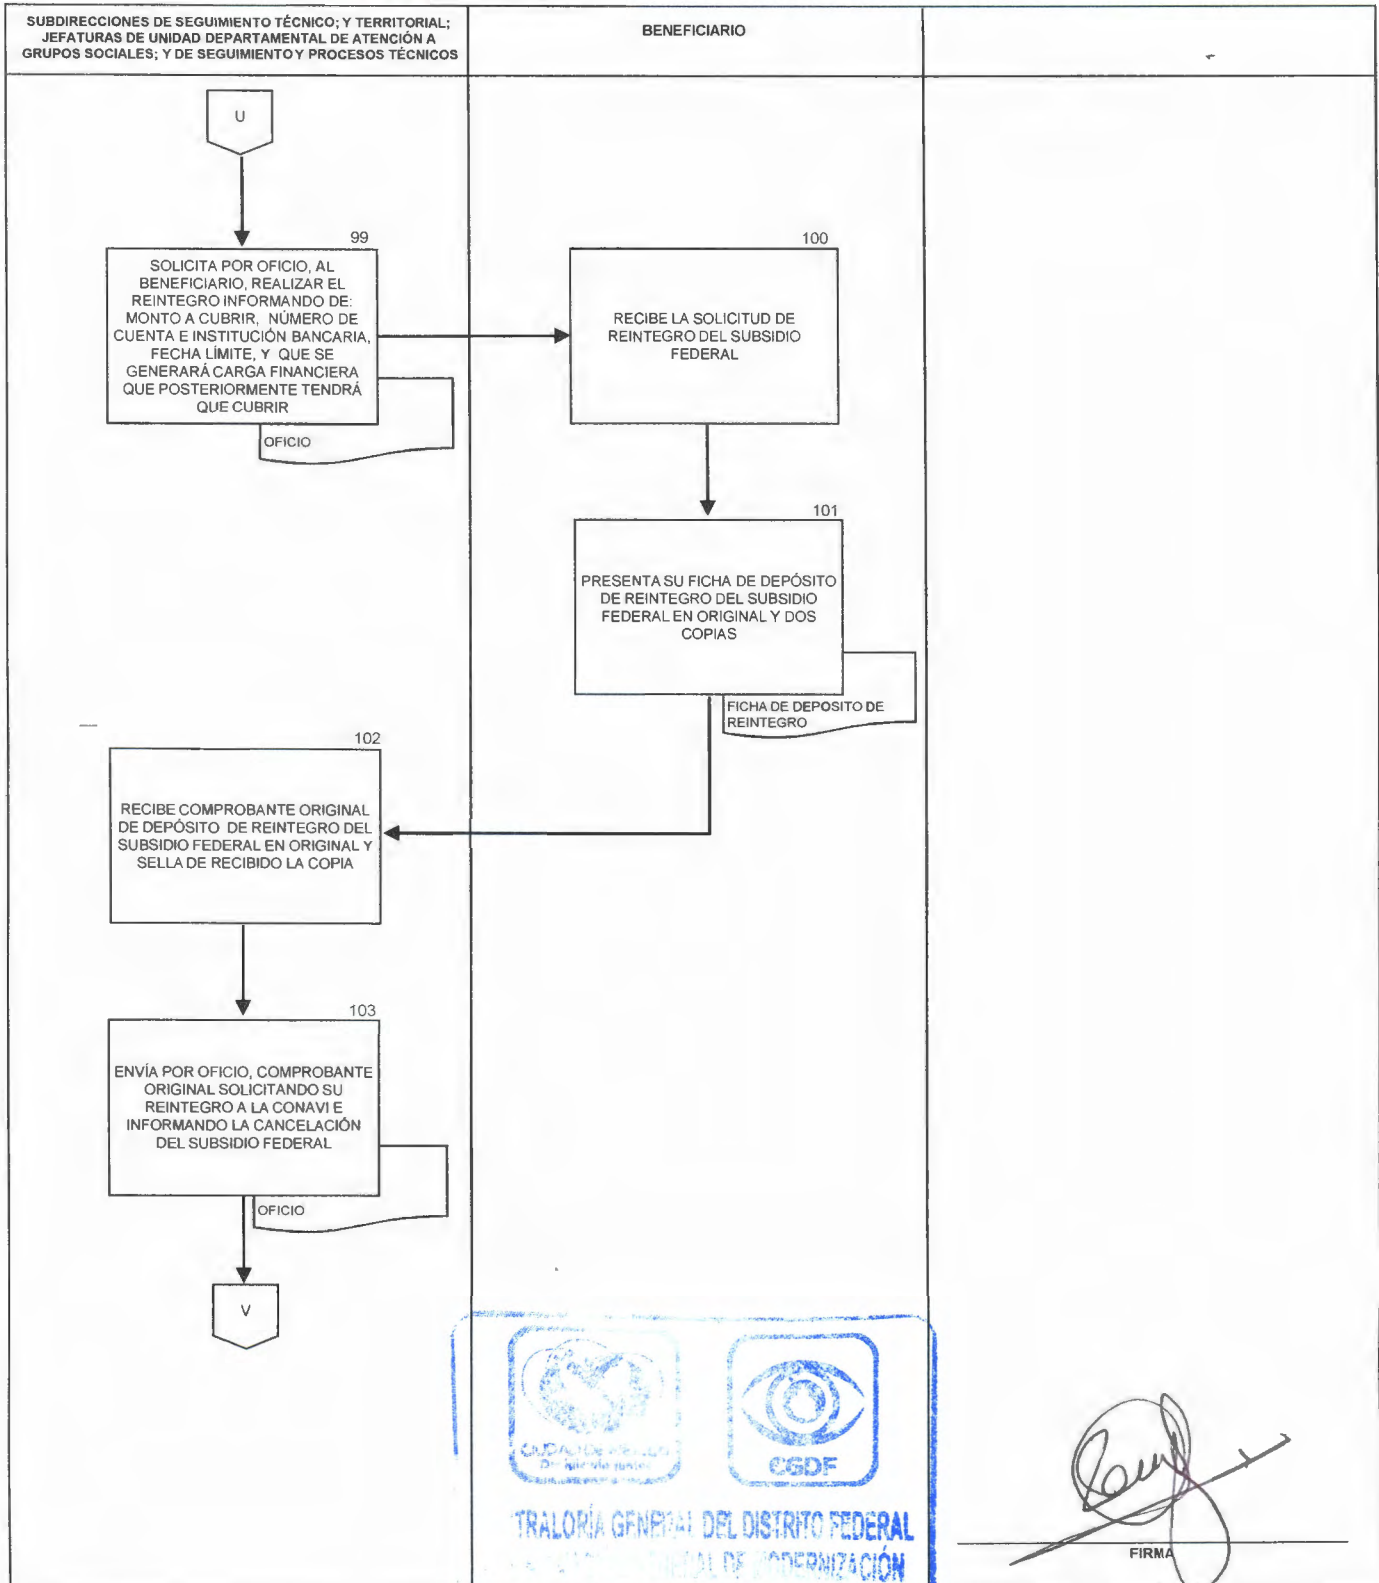 SUBDIRECCIONES DE SEGUIMIENTO TÉCNICO; Y TERRITORIAL;
JEFATURAS DE UNIDAD DEPARTAMENTAL DE ATENCIÓN A
GRUPOS SOCIALES; Y DE SEGUIMIENTO Y PROCESOS TÉCNICOS
BENEFICIARIO
U
99
SOLICITA POR OFICIO, AL
BENEFICIARIO, REALIZAR EL
REINTEGRO INFORMANDO DE:
MONTO A CUBRIR, NÚMERO DE
CUENTA E INSTITUCIÓN BANCARIA,
FECHA LÍMITE, Y QUE SE
GENERARÁ CARGA FINANCIERA
QUE POSTERIORMENTE TENDRÁ
QUE CUBRIR
OFICIO
100
RECIBE LA SOLICITUD DE
REINTEGRO DEL SUBSIDIO
FEDERAL
101
PRESENTA SU FICHA DE DEPÓSITO
DE REINTEGRO DEL SUBSIDIO
FEDERAL EN ORIGINAL Y DOS
COPIAS
FICHA DE DEPOSITO DE
REINTEGRO
102
RECIBE COMPROBANTE ORIGINAL
DE DEPÓSITO DE REINTEGRO DEL
SUBSIDIO FEDERAL EN ORIGINAL Y
SELLA DE RECIBIDO LA COPIA
103
ENVÍA POR OFICIO, COMPROBANTE
ORIGINAL SOLICITANDO SU
REINTEGRO A LA CONAVI E
INFORMANDO LA CANCELACIÓN
DEL SUBSIDIO FEDERAL
OFICIO
V
CGDF
TRALORÍA GENERAL DEL DISTRITO FEDERAL
DE MODERNIZACIÓN
FIRMA